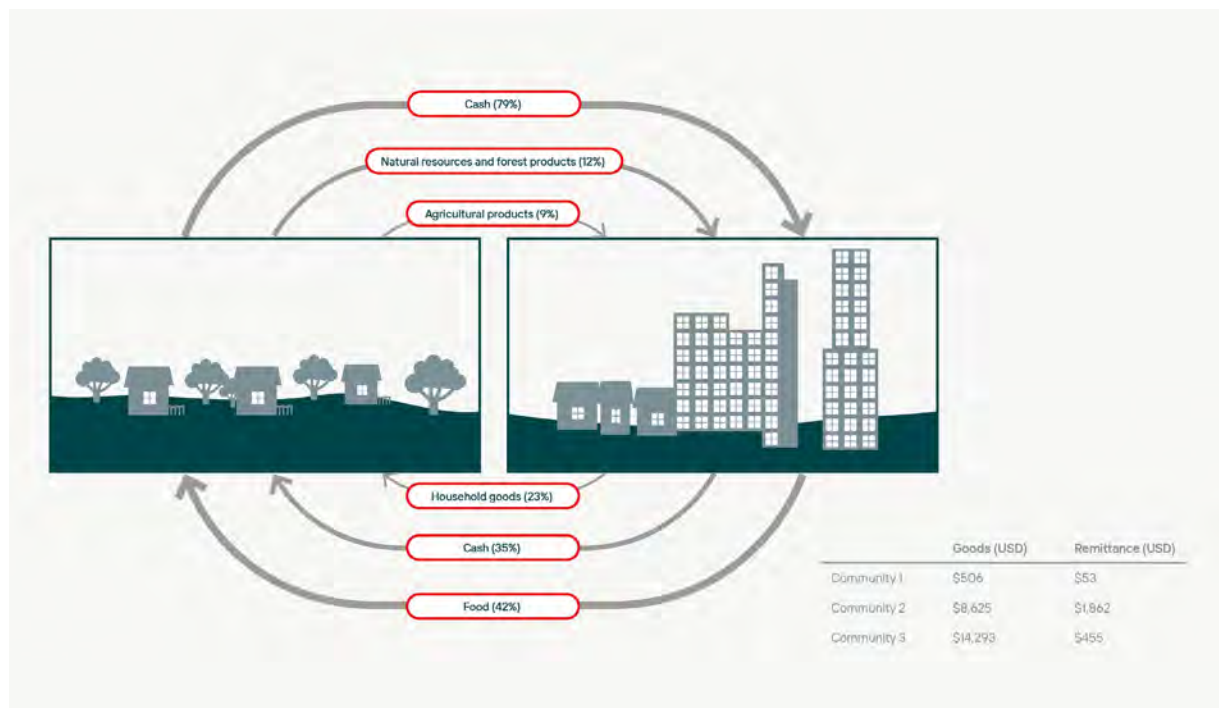 Cash (79%)
Natural resources and forest products (12%)
Agricultural products (9%)
Household goods (23%)
Cash (35%)
Food (42%)
Goods (USD) Remittance (USD)
Community 1 $506 $53
Community 2 $8,625 $1,862
Community 3 $14,293 $455